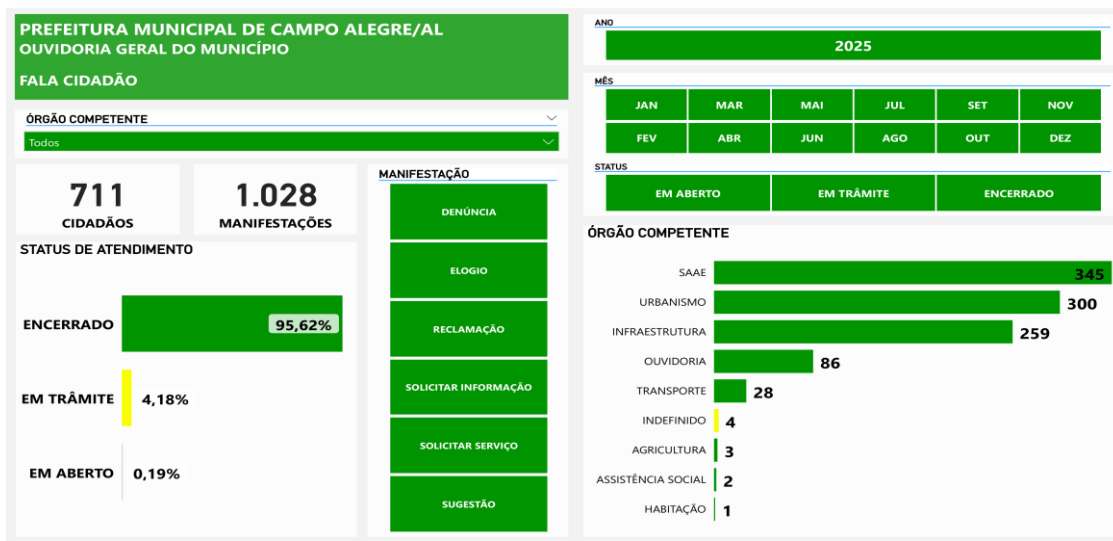 PREFEITURA MUNICIPAL DE CAMPO ALEGRE/AL
OUVIDORIA GERAL DO MUNICÍPIO
FALA CIDADÃO
ÓRGÃO COMPETENTE
Todos
711
CIDADÃOS
1.028
MANIFESTAÇÕES
STATUS DE ATENDIMENTO
ENCERRADO 95,62%
EM TRÂMITE 4,18%
EM ABERTO 0,19%
MANIFESTAÇÃO
DENÚNCIA
ELOGIO
RECLAMAÇÃO
SOLICITAR INFORMAÇÃO
SOLICITAR SERVIÇO
SUGESTÃO
ANO
2025
MÊS
JAN MAR MAI JUL SET NOV
FEV ABR JUN AGO OUT DEZ
STATUS
EM ABERTO EM TRÂMITE ENCERRADO
ÓRGÃO COMPETENTE
SAAE 345
URBANISMO 300
INFRAESTRUTURA 259
OUVIDORIA 86
TRANSPORTE 28
INDEFINIDO 4
AGRICULTURA 3
ASSISTÊNCIA SOCIAL 2
HABITAÇÃO 1